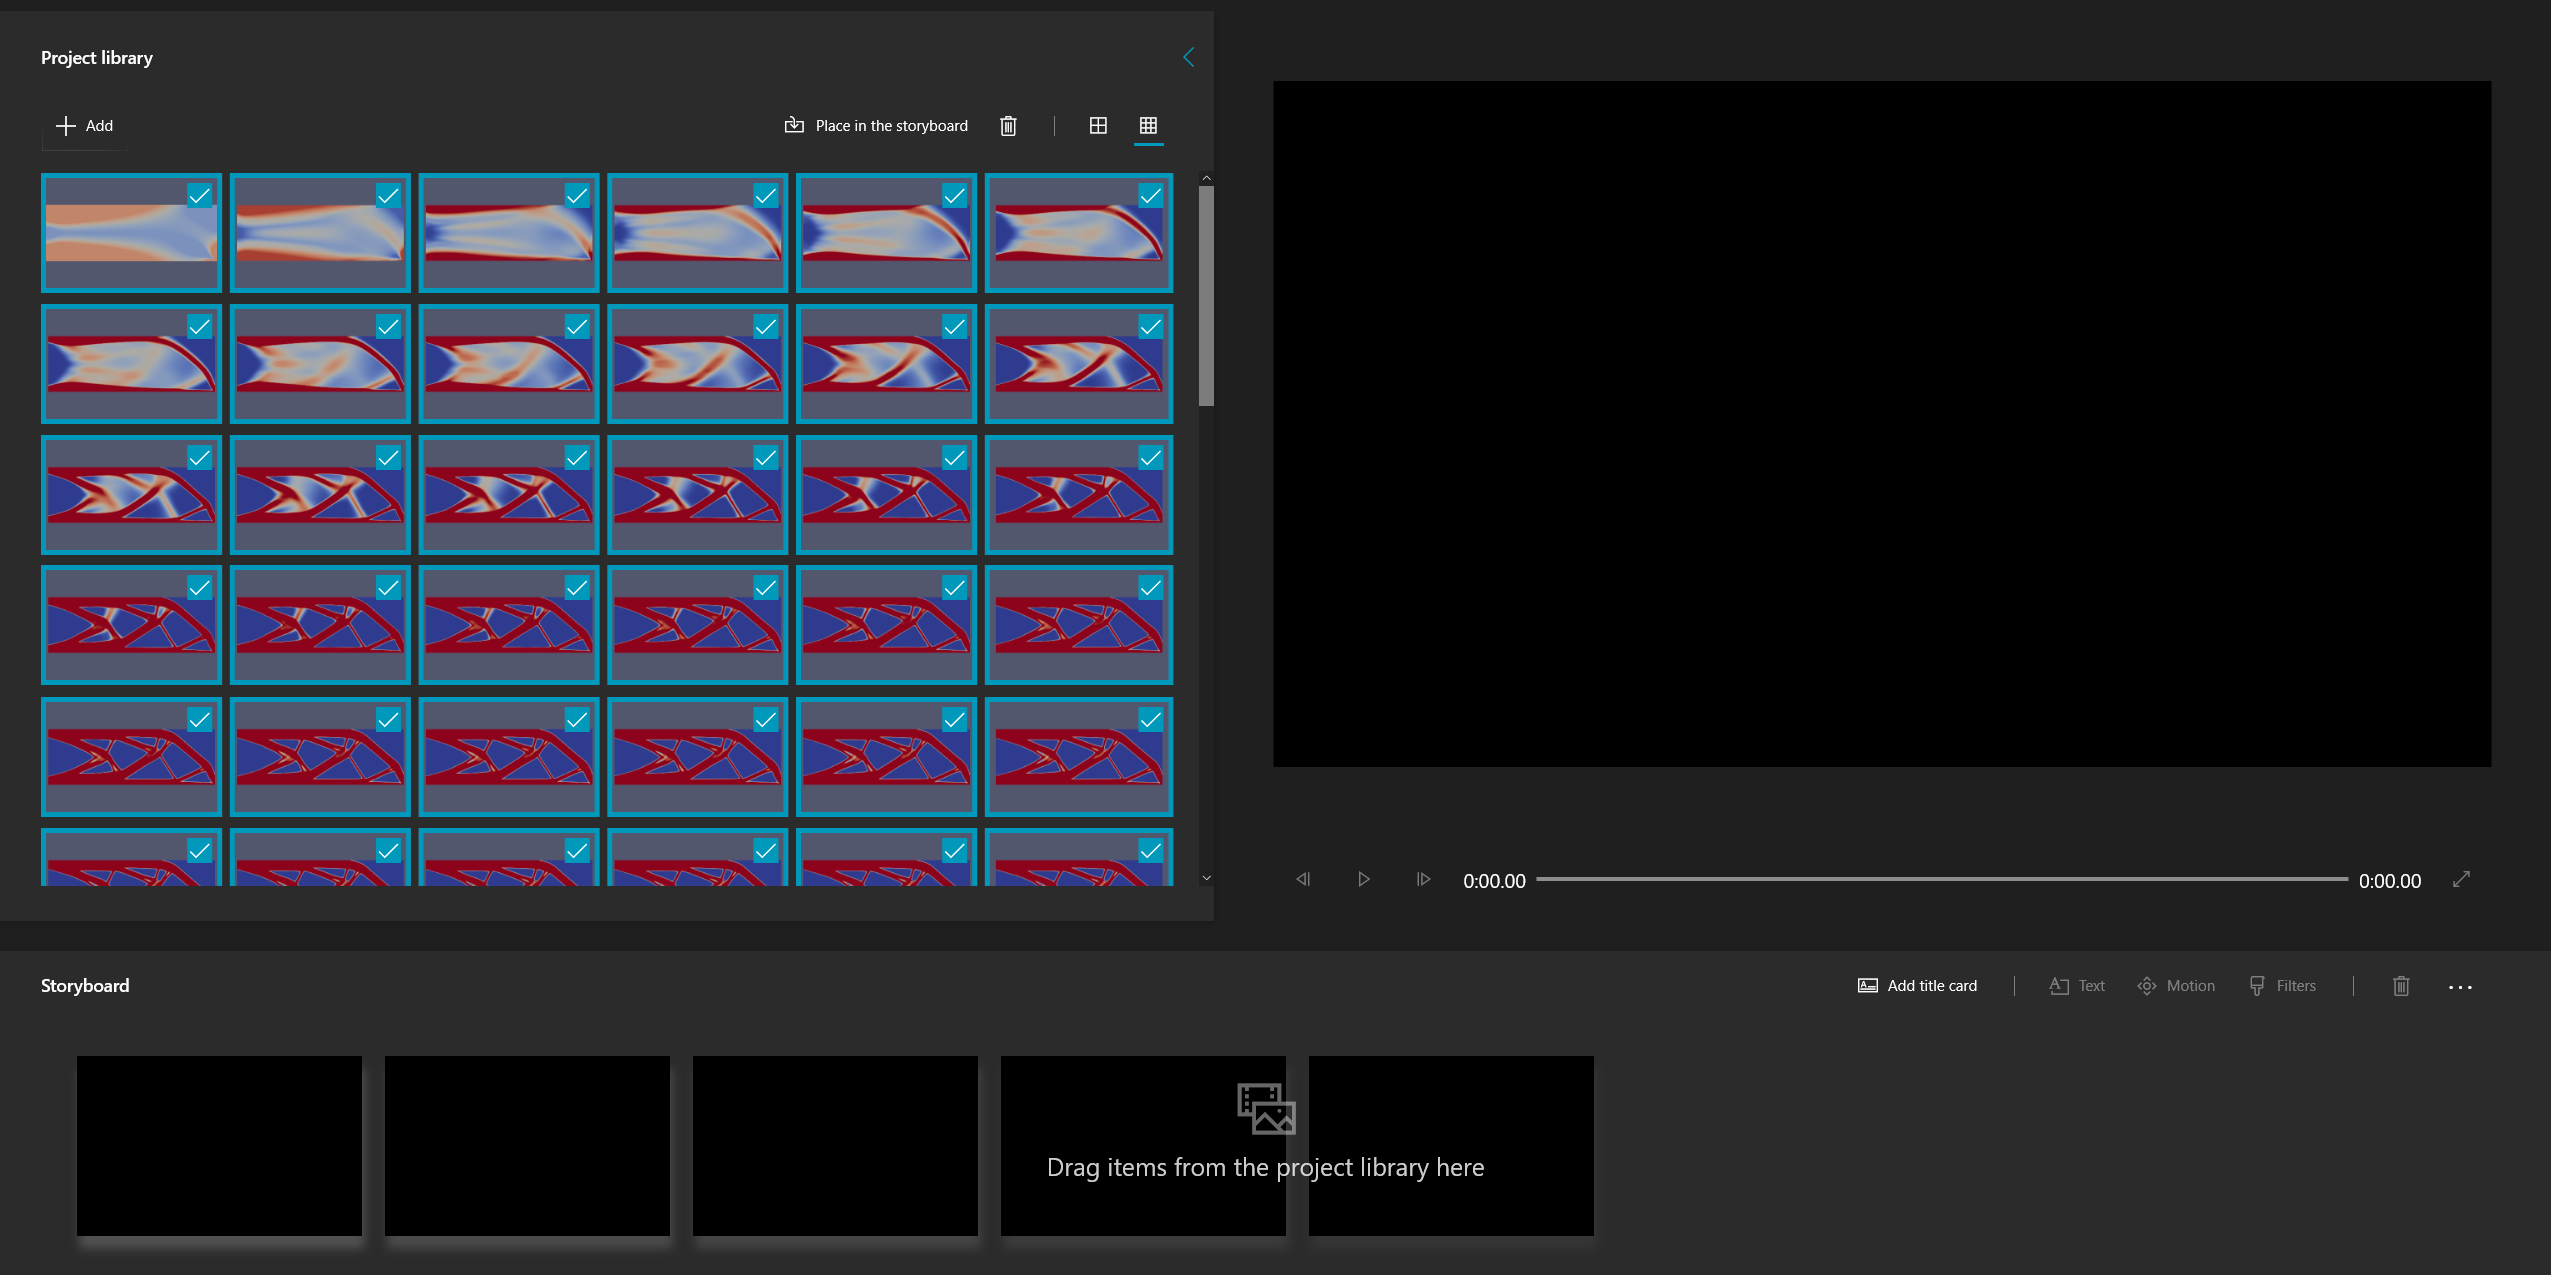 Project library
Add
Place in the storyboard
0:00.00
0:00.00
Storyboard
Add title card
Text
Motion
Filters
Drag items from the project library here